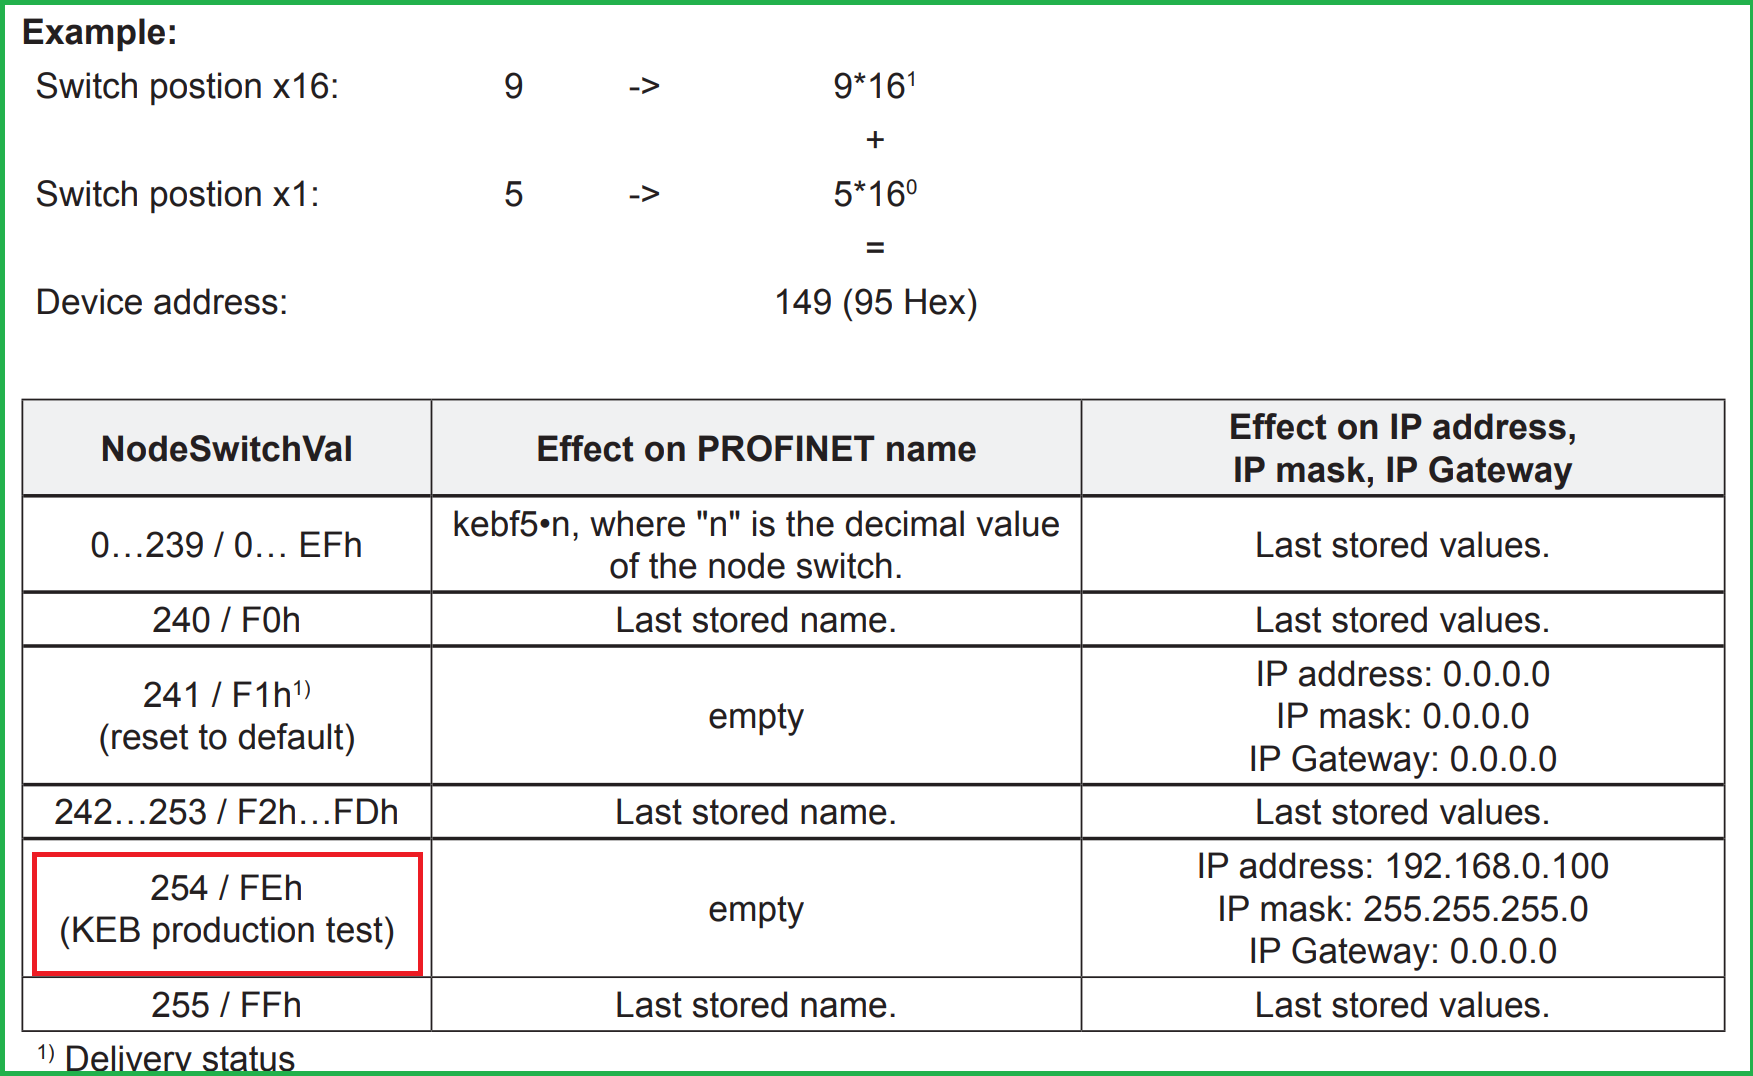 Example:
Switch postion x16: 9 -> 9*16¹
+
Switch postion x1: 5 -> 5*16⁰
=
Device address: 149 (95 Hex)
NodeSwitchVal
Effect on PROFINET name
Effect on IP address,
IP mask, IP Gateway
0…239 / 0… EFh
kebf5•n, where "n" is the decimal value
of the node switch.
Last stored values.
240 / F0h
Last stored name.
Last stored values.
241 / F1h¹⁾
(reset to default)
empty
IP address: 0.0.0.0
IP mask: 0.0.0.0
IP Gateway: 0.0.0.0
242…253 / F2h…FDh
Last stored name.
Last stored values.
254 / FEh
(KEB production test)
empty
IP address: 192.168.0.100
IP mask: 255.255.255.0
IP Gateway: 0.0.0.0
255 / FFh
Last stored name.
Last stored values.
¹⁾ Delivery status